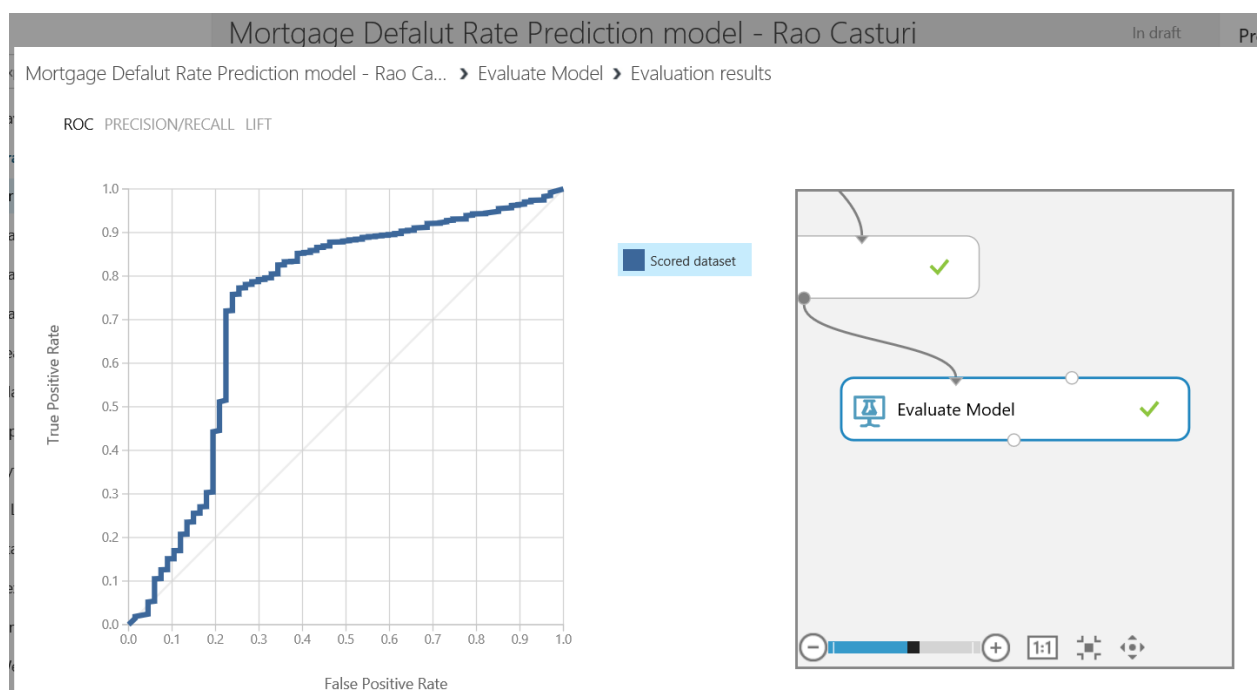 Mortgage Defalut Rate Prediction model - Rao Casturi
In draft
Mortgage Defalut Rate Prediction model - Rao Ca... › Evaluate Model › Evaluation results
ROC PRECISION/RECALL LIFT
1.0
0.9
0.8
0.7
0.6
0.5
0.4
0.3
0.2
0.1
0.0
True Positive Rate
0.0 0.1 0.2 0.3 0.4 0.5 0.6 0.7 0.8 0.9 1.0
False Positive Rate
Scored dataset
Evaluate Model
1:1